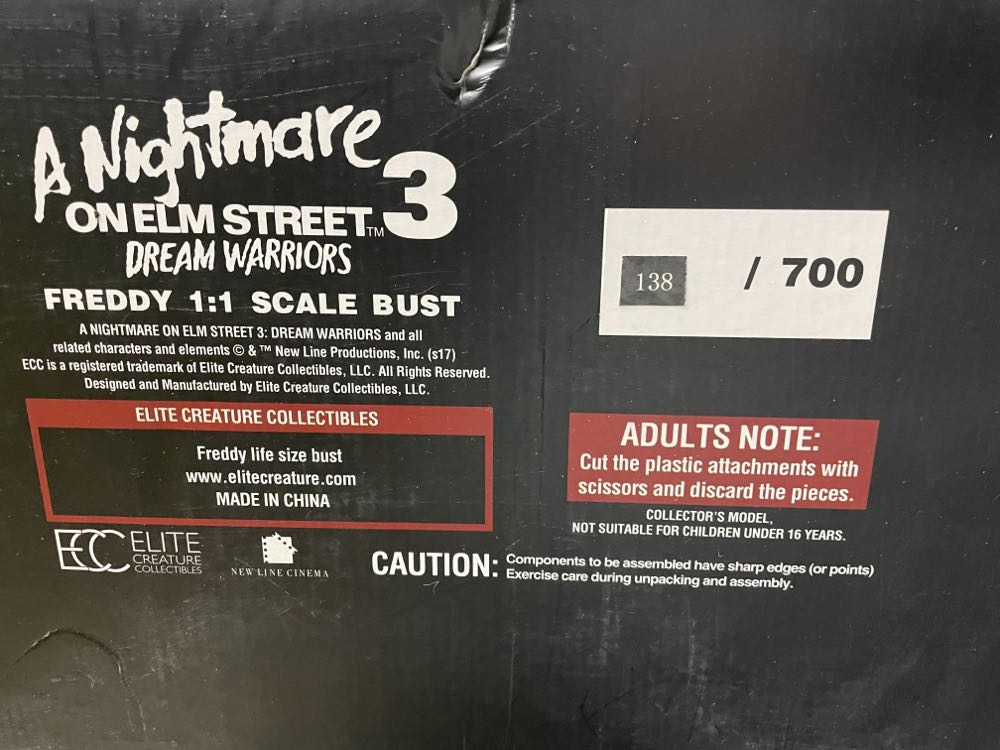 A Nightmare 3
ON ELM STREET™
DREAM WARRIORS
FREDDY 1:1 SCALE BUST
A NIGHTMARE ON ELM STREET 3: DREAM WARRIORS and all
related characters and elements © & ™ New Line Productions, Inc. (s17)
ECC is a registered trademark of Elite Creature Collectibles, LLC. All Rights Reserved.
Designed and Manufactured by Elite Creature Collectibles, LLC.
ELITE CREATURE COLLECTIBLES
Freddy life size bust
www.elitecreature.com
MADE IN CHINA
ECC ELITE
CREATURE
COLLECTIBLES
NEW LINE CINEMA
138 / 700
ADULTS NOTE:
Cut the plastic attachments with
scissors and discard the pieces.
COLLECTOR'S MODEL,
NOT SUITABLE FOR CHILDREN UNDER 16 YEARS.
CAUTION: Components to be assembled have sharp edges (or points)
Exercise care during unpacking and assembly.